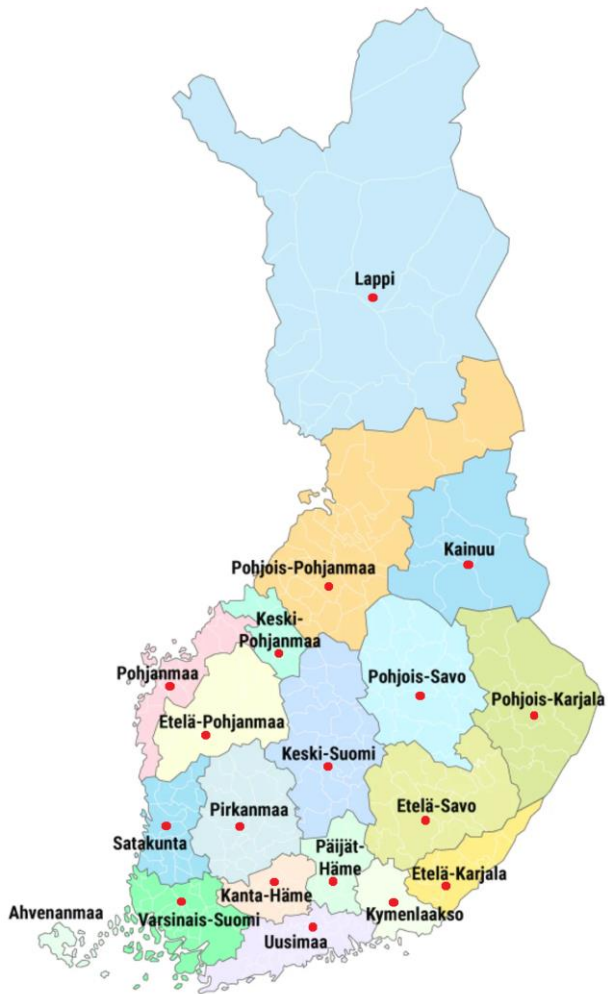 Lappi
Kainuu
Pohjois-Pohjanmaa
Keski-
Pohjanmaa
Pohjanmaa
Pohjois-Savo
Pohjois-Karjala
Etelä-Pohjanmaa
Keski-Suomi
Etelä-Savo
Pirkanmaa
Satakunta
Päijät-
Häme
Etelä-Karjala
Kanta-Häme
Ahvenanmaa
Varsinais-Suomi
Kymenlaakso
Uusimaa